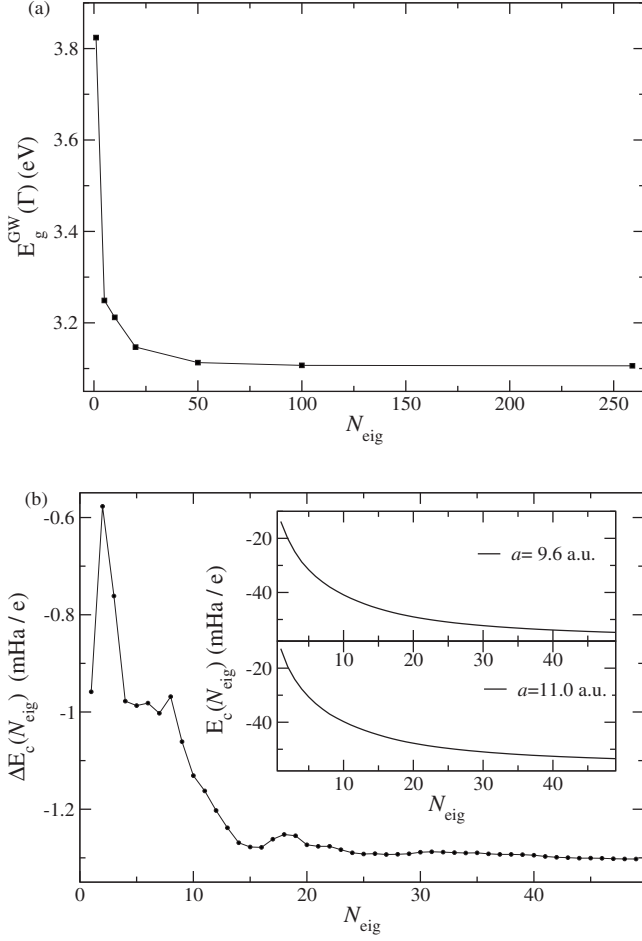 (a)
3.8
3.6
3.4
3.2
E_g^GW(Γ) (eV)
0 50 100 150 200 250
N_eig
(b)
-0.6
-0.8
-1
-1.2
ΔE_c(N_eig) (mHa / e)
0 10 20 30 40
N_eig
-20
-40
a= 9.6 a.u.
10 20 30 40
-20
-40
a=11.0 a.u.
10 20 30 40
E_c(N_eig) (mHa / e)
N_eig